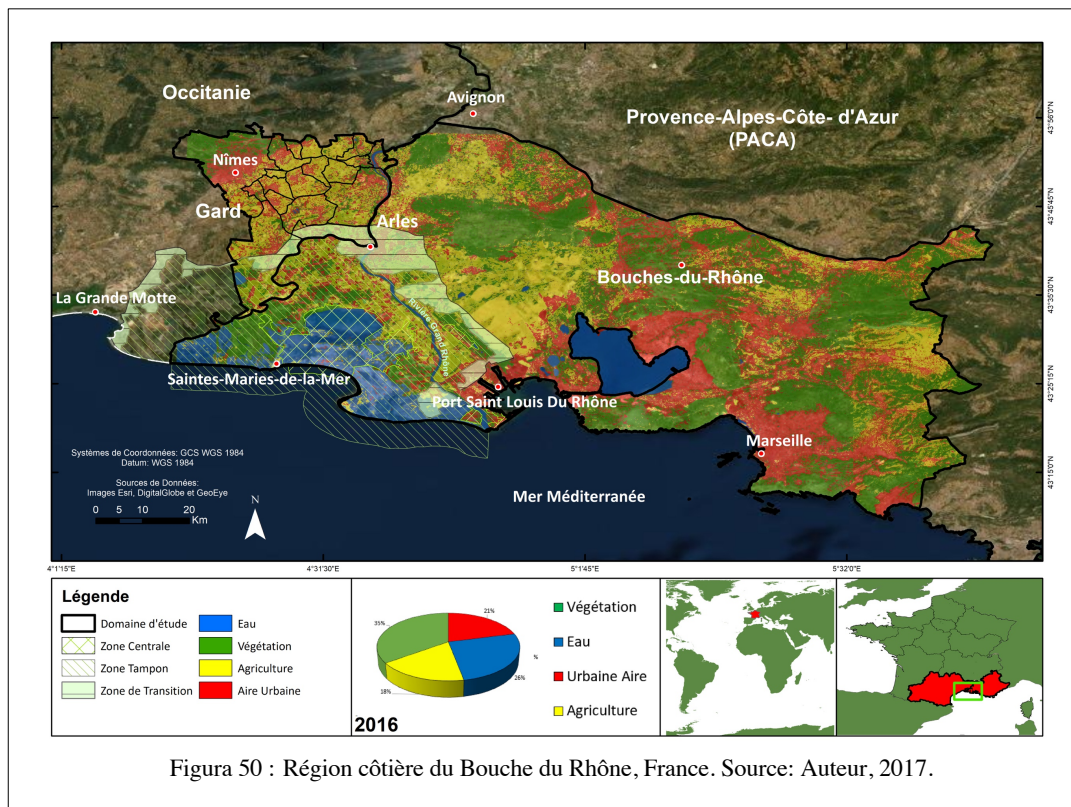 Occitanie
Avignon
Provence-Alpes-Côte- d'Azur
(PACA)
Nîmes
Gard
Arles
Bouches-du-Rhône
La Grande Motte
Rivière Grand Rhône
Saintes-Maries-de-la-Mer
Port Saint Louis Du Rhône
Marseille
Mer Méditerranée
Systèmes de Coordonnées: GCS WGS 1984
Datum: WGS 1984
Sources de Données:
Images Esri, DigitalGlobe et GeoEye
0 5 10 20
Km
N
43°56'0"N
43°45'45"N
43°35'30"N
43°25'15"N
43°15'0"N
4°1'15"E
4°31'30"E
5°1'45"E
5°32'0"E
Légende
Domaine d'étude
Zone Centrale
Zone Tampon
Zone de Transition
Eau
Végétation
Agriculture
Aire Urbaine
35%
21%
%
26%
18%
2016
Végétation
Eau
Urbaine Aire
Agriculture
Figura 50 : Région côtière du Bouche du Rhône, France. Source: Auteur, 2017.